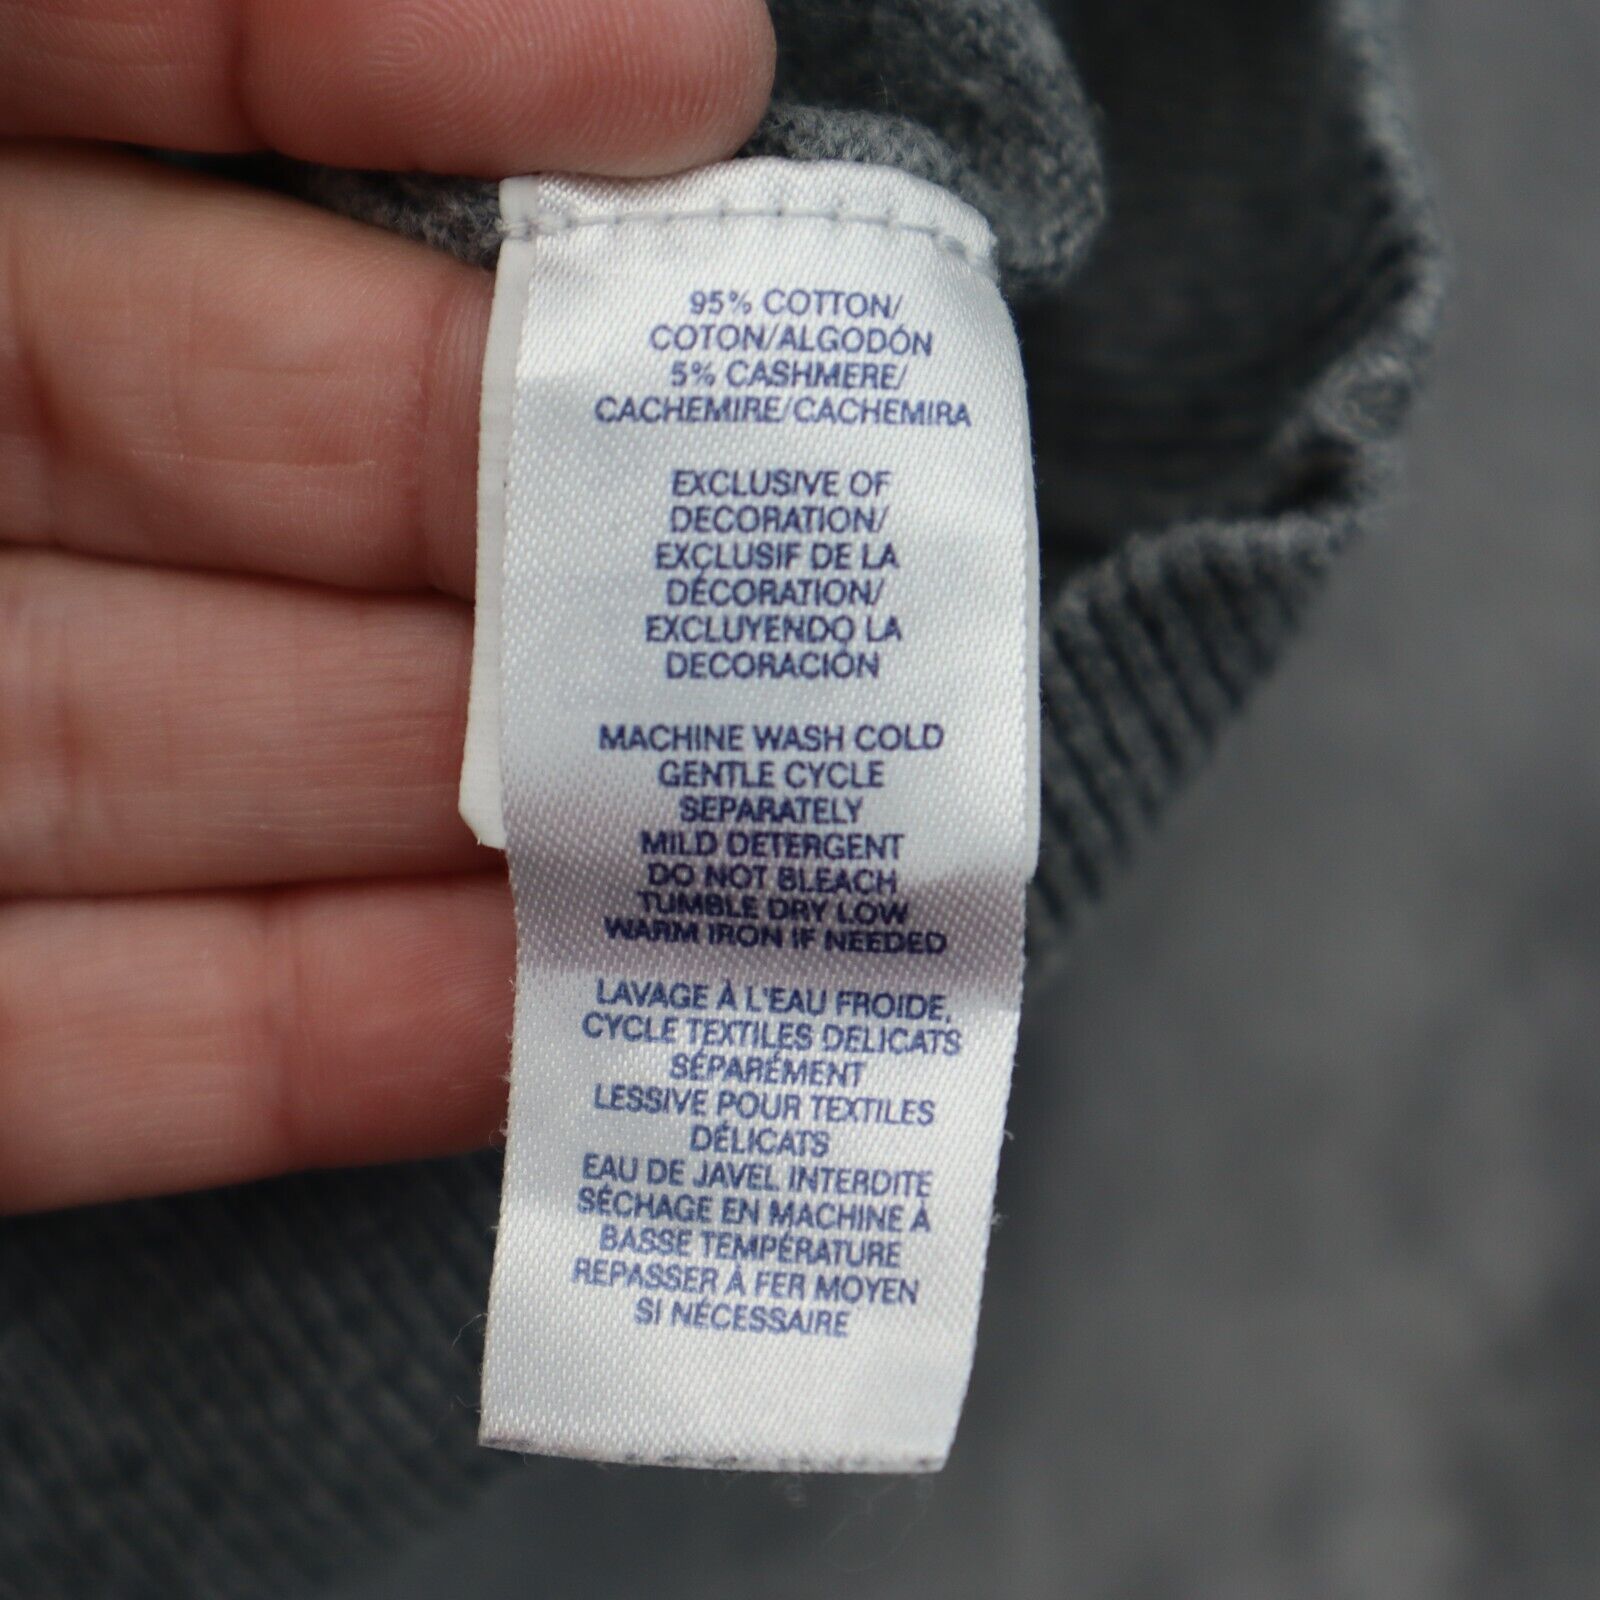 95% COTTON/
COTON/ALGODÓN
5% CASHMERE/
CACHEMIRE/CACHEMIRA
EXCLUSIVE OF
DECORATION/
EXCLUSIF DE LA
DÉCORATION/
EXCLUYENDO LA
DECORACIÓN
MACHINE WASH COLD
GENTLE CYCLE
SEPARATELY
MILD DETERGENT
DO NOT BLEACH
TUMBLE DRY LOW
WARM IRON IF NEEDED
LAVAGE À L'EAU FROIDE,
CYCLE TEXTILES DELICATS
SÉPARÉMENT
LESSIVE POUR TEXTILES
DÉLICATS
EAU DE JAVEL INTERDITE
SÉCHAGE EN MACHINE À
BASSE TEMPÉRATURE
REPASSER À FER MOYEN
SI NÉCESSAIRE